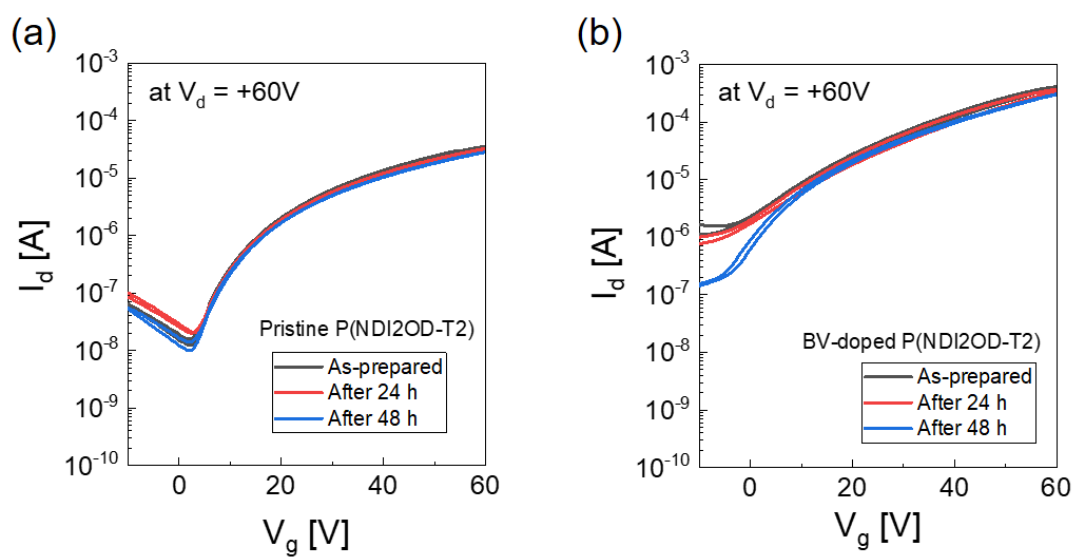 (a)
10⁻³
10⁻⁴
10⁻⁵
10⁻⁶
10⁻⁷
10⁻⁸
10⁻⁹
10⁻¹⁰
I_d [A]
at V_d = +60V
Pristine P(NDI2OD-T2)
As-prepared
After 24 h
After 48 h
0 20 40 60
V_g [V]
(b)
10⁻³
10⁻⁴
10⁻⁵
10⁻⁶
10⁻⁷
10⁻⁸
10⁻⁹
10⁻¹⁰
I_d [A]
at V_d = +60V
BV-doped P(NDI2OD-T2)
As-prepared
After 24 h
After 48 h
0 20 40 60
V_g [V]